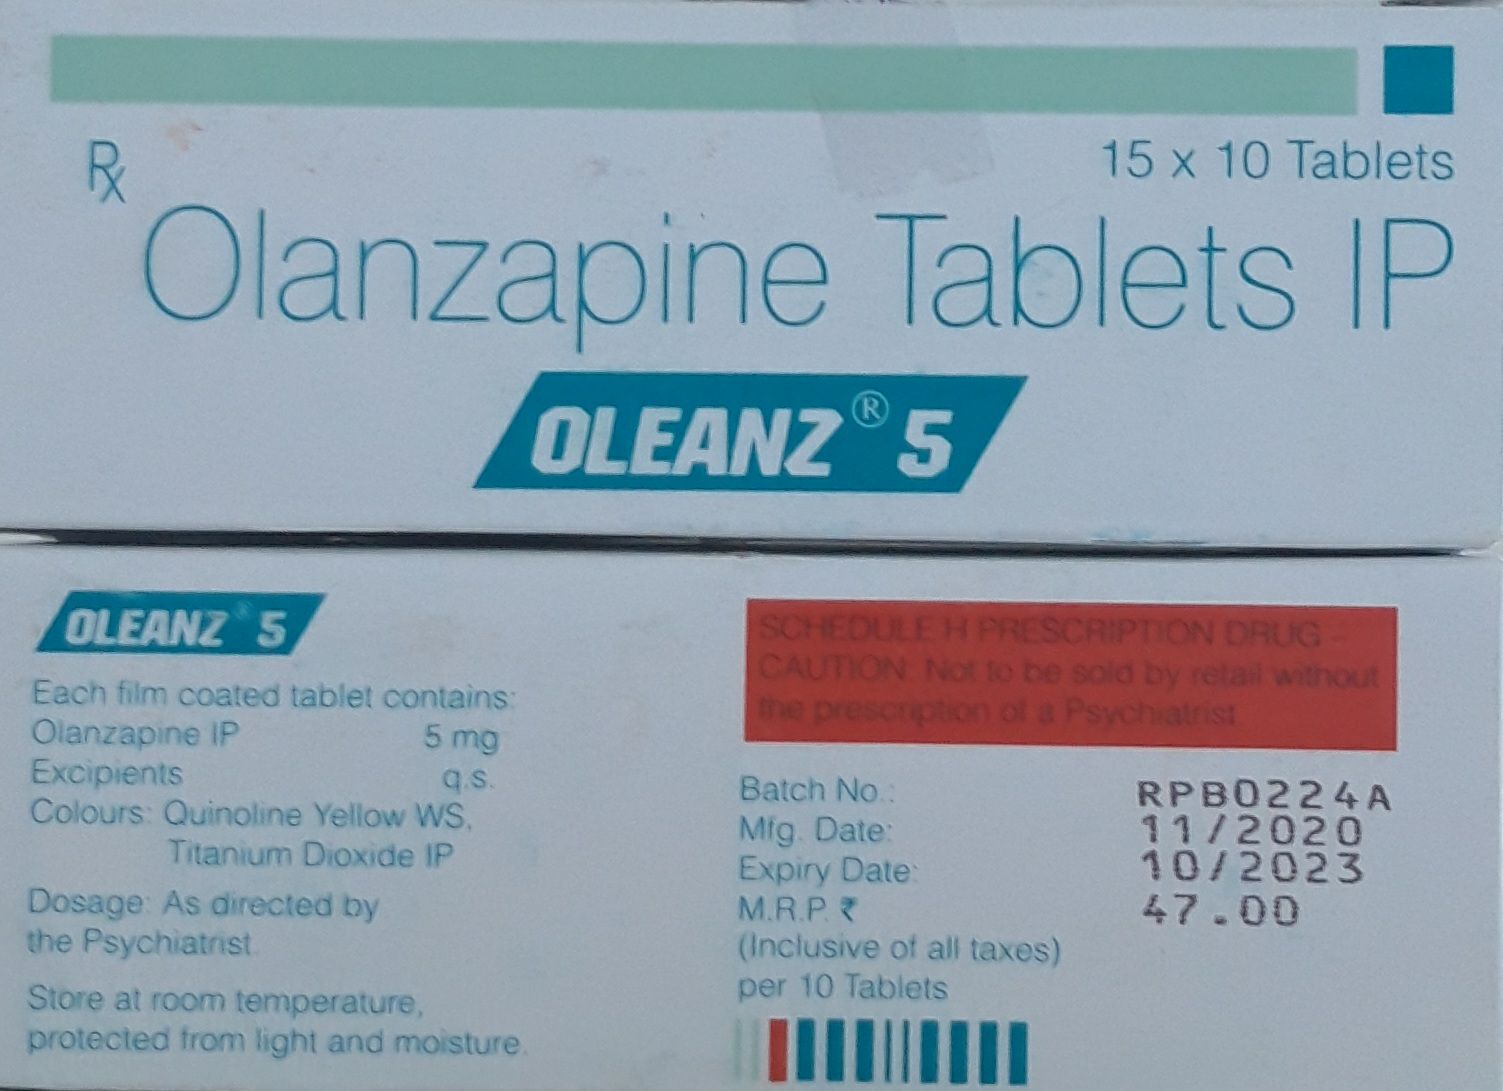 Rx
15 x 10 Tablets
Olanzapine Tablets IP
OLEANZ® 5
OLEANZ® 5
Each film coated tablet contains:
Olanzapine IP 5 mg
Excipients q.s.
Colours: Quinoline Yellow WS,
Titanium Dioxide IP
Dosage: As directed by
the Psychiatrist.
Store at room temperature,
protected from light and moisture.
SCHEDULE H PRESCRIPTION DRUG -
CAUTION: Not to be sold by retail without
the prescription of a Psychiatrist.
Batch No.: RPB0224A
Mfg. Date: 11/2020
Expiry Date: 10/2023
M.R.P. ₹ 47.00
(Inclusive of all taxes)
per 10 Tablets